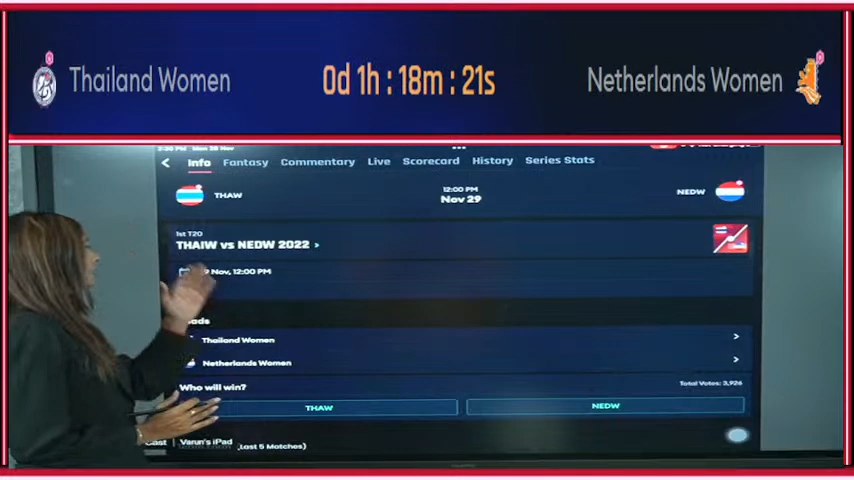 Thailand Women
0d 1h : 18m : 21s
Netherlands Women
Info Fantasy Commentary Live Scorecard History Series Stats
THAW
12:00 PM
Nov 29
NEDW
1st T20
THAIW vs NEDW 2022 >
Nov, 12:00 PM
Thailand Women >
Netherlands Women >
Who will win?
Total Votes: 3,926
THAW
NEDW
Varun's iPad
(Last 5 Matches)